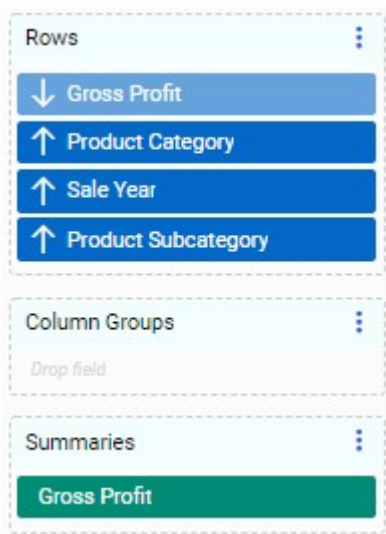 Rows
Gross Profit
Product Category
Sale Year
Product Subcategory
Column Groups
Drop field
Summaries
Gross Profit